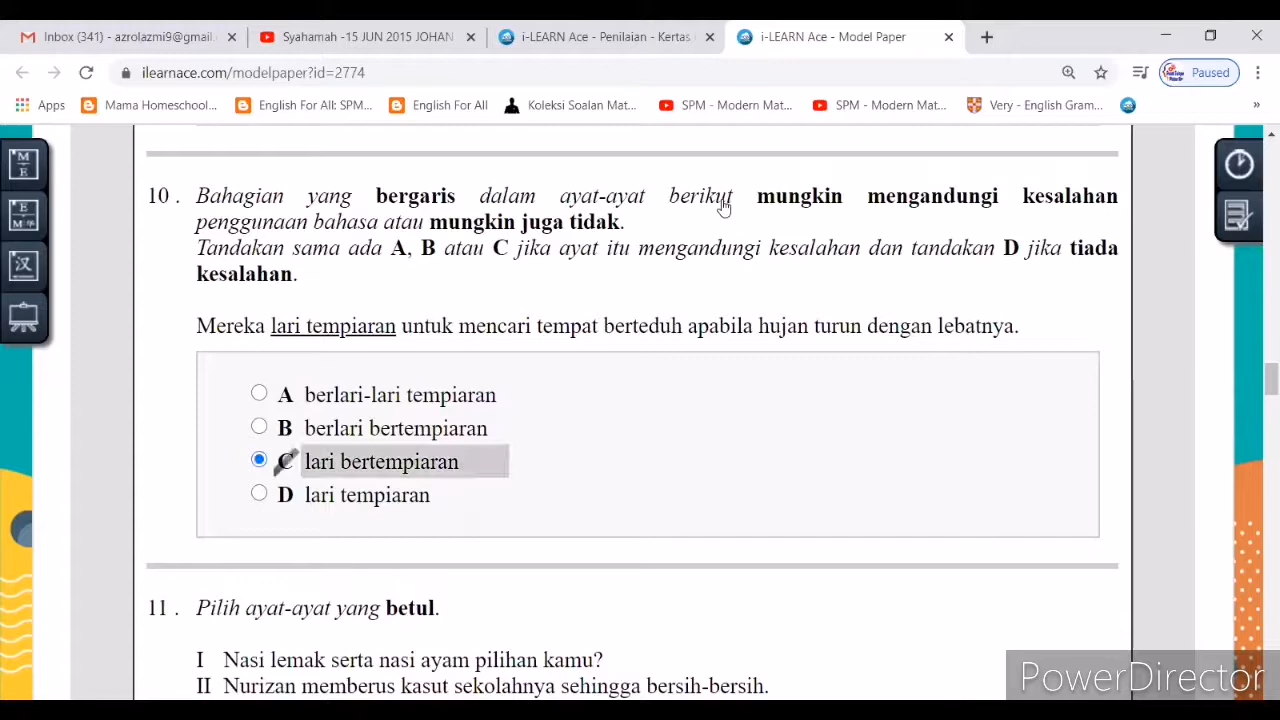 Inbox (341) - azrolazmi9@gmail.
Syahamah -15 JUN 2015 JOHAN
i-LEARN Ace - Penilaian - Kertas
i-LEARN Ace - Model Paper
ilearnace.com/modelpaper?id=2774
Paused
Apps
Mama Homeschool...
English For All: SPM...
English For All
Koleksi Soalan Mat...
SPM - Modern Mat...
SPM - Modern Mat...
Very - English Gram...
»
10 . Bahagian yang bergaris dalam ayat-ayat berikut mungkin mengandungi kesalahan
penggunaan bahasa atau mungkin juga tidak.
Tandakan sama ada A, B atau C jika ayat itu mengandungi kesalahan dan tandakan D jika tiada
kesalahan.
Mereka lari tempiaran untuk mencari tempat berteduh apabila hujan turun dengan lebatnya.
A berlari-lari tempiaran
B berlari bertempiaran
C lari bertempiaran
D lari tempiaran
11 . Pilih ayat-ayat yang betul.
I Nasi lemak serta nasi ayam pilihan kamu?
II Nurizan memberus kasut sekolahnya sehingga bersih-bersih.
PowerDirector
M
E
M
汉